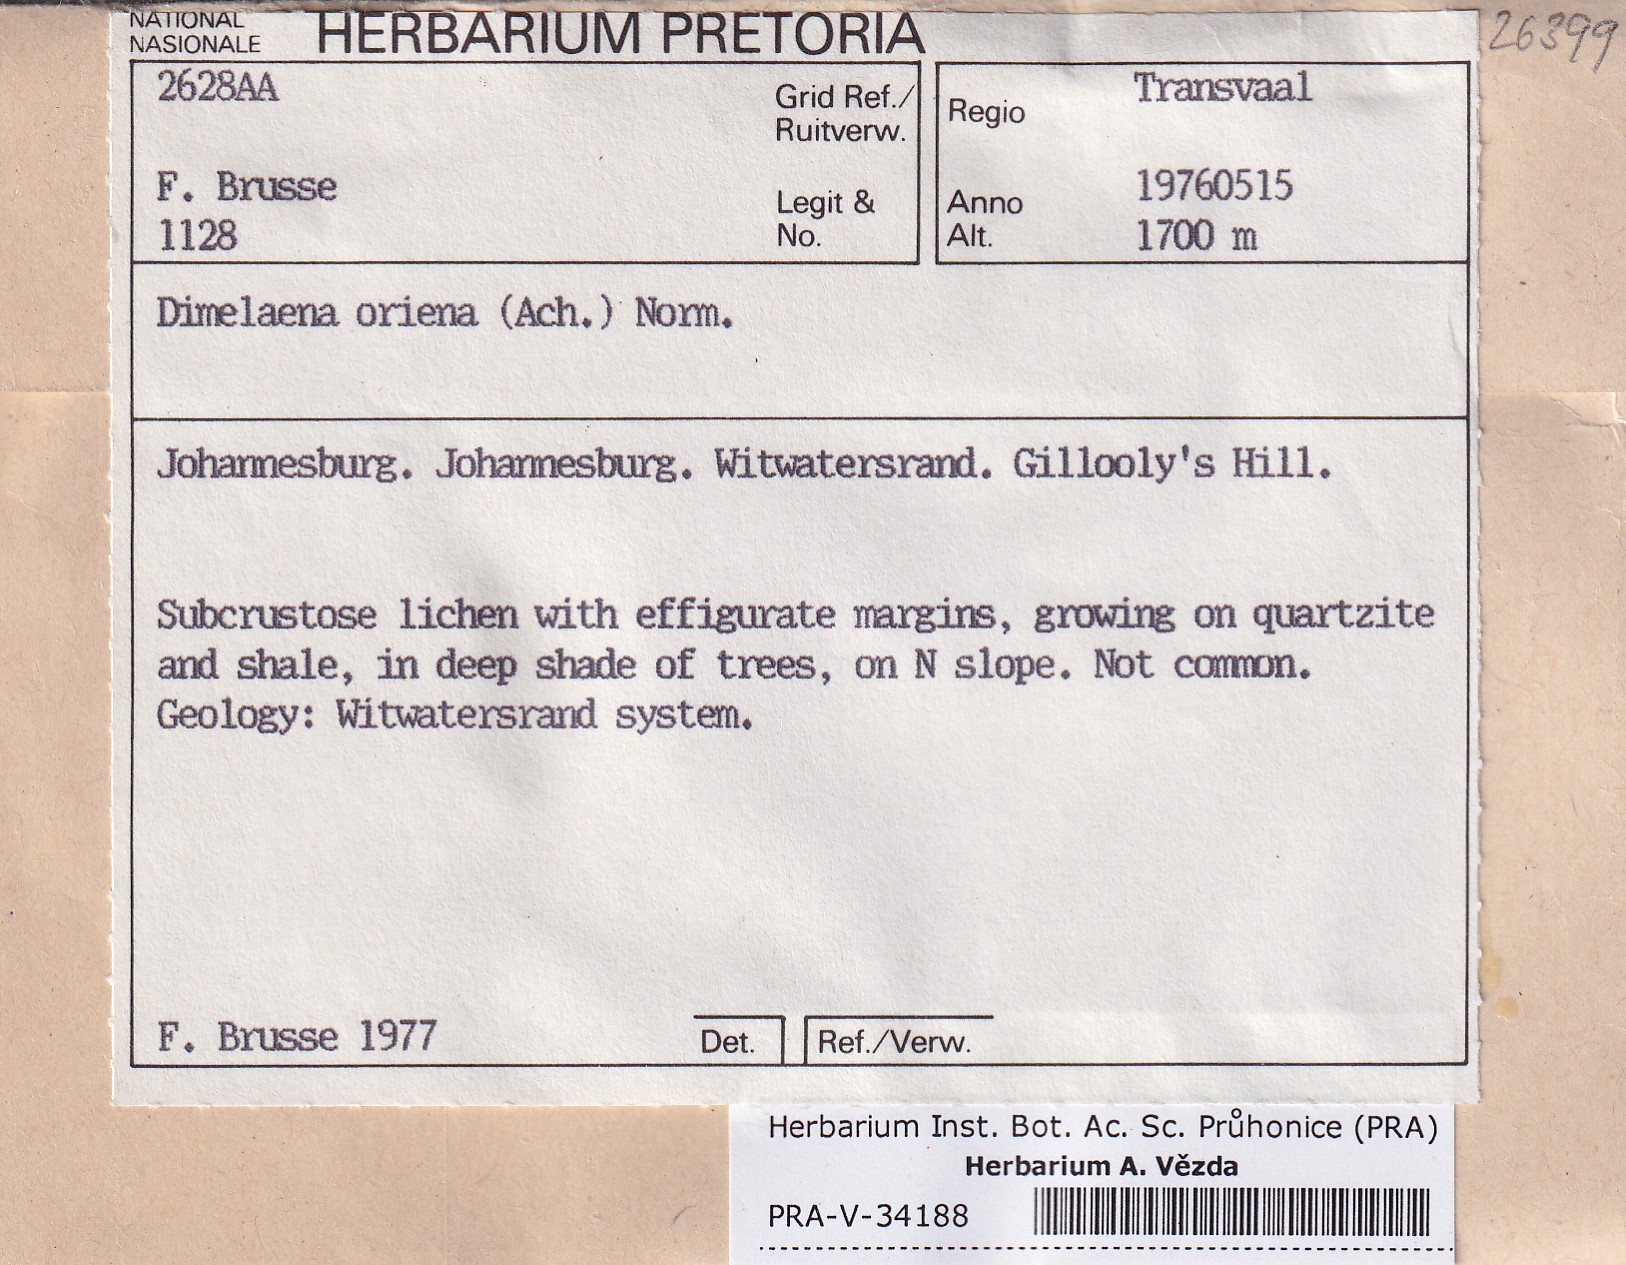 26399
NATIONAL
NASIONALE HERBARIUM PRETORIA
2628AA Grid Ref./
Ruitverw.
F. Brusse Legit &
1128 No.
Regio Transvaal
Anno 19760515
Alt. 1700 m
Dimelaena oriena (Ach.) Norm.
Johannesburg. Johannesburg. Witwatersrand. Gillooly's Hill.
Subcrustose lichen with effigurate margins, growing on quartzite
and shale, in deep shade of trees, on N slope. Not common.
Geology: Witwatersrand system.
F. Brusse 1977 Det. Ref./Verw.
Herbarium Inst. Bot. Ac. Sc. Průhonice (PRA)
Herbarium A. Vězda
PRA-V-34188